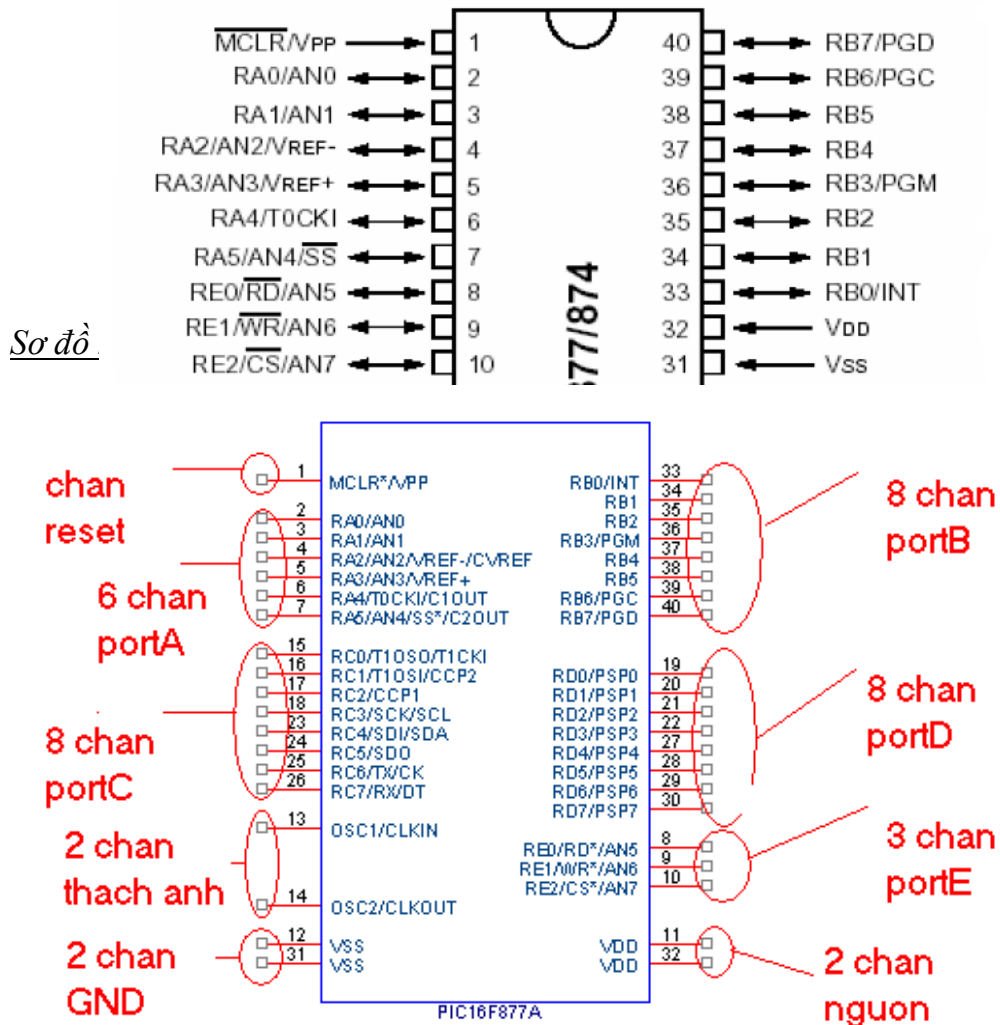 MCLR/VPP 1 40 RB7/PGD
RA0/AN0 2 39 RB6/PGC
RA1/AN1 3 38 RB5
RA2/AN2/VREF- 4 37 RB4
RA3/AN3/VREF+ 5 36 RB3/PGM
RA4/T0CKI 6 35 RB2
RA5/AN4/SS 7 34 RB1
RE0/RD/AN5 8 33 RB0/INT
RE1/WR/AN6 9 32 VDD
RE2/CS/AN7 10 31 VSS
877/874
Sơ đồ
chan
reset
6 chan
portA
8 chan
portC
2 chan
thach anh
2 chan
GND
1 MCLR*/VPP
2 RA0/AN0
3 RA1/AN1
4 RA2/AN2/VREF-/CVREF
5 RA3/AN3/VREF+
6 RA4/T0CKI/C1OUT
7 RA5/AN4/SS*/C2OUT
15 RC0/T1OSO/T1CKI
16 RC1/T1OSI/CCP2
17 RC2/CCP1
18 RC3/SCK/SCL
23 RC4/SDI/SDA
24 RC5/SDO
25 RC6/TX/CK
26 RC7/RX/DT
13 OSC1/CLKIN
14 OSC2/CLKOUT
12 VSS
31 VSS
RB0/INT 33
RB1 34
RB2 35
RB3/PGM 36
RB4 37
RB5 38
RB6/PGC 39
RB7/PGD 40
RD0/PSP0 19
RD1/PSP1 20
RD2/PSP2 21
RD3/PSP3 22
RD4/PSP4 27
RD5/PSP5 28
RD6/PSP6 29
RD7/PSP7 30
RE0/RD*/AN5 8
RE1/WR*/AN6 9
RE2/CS*/AN7 10
VDD 11
VDD 32
8 chan
portB
8 chan
portD
3 chan
portE
2 chan
nguon
PIC16F877A